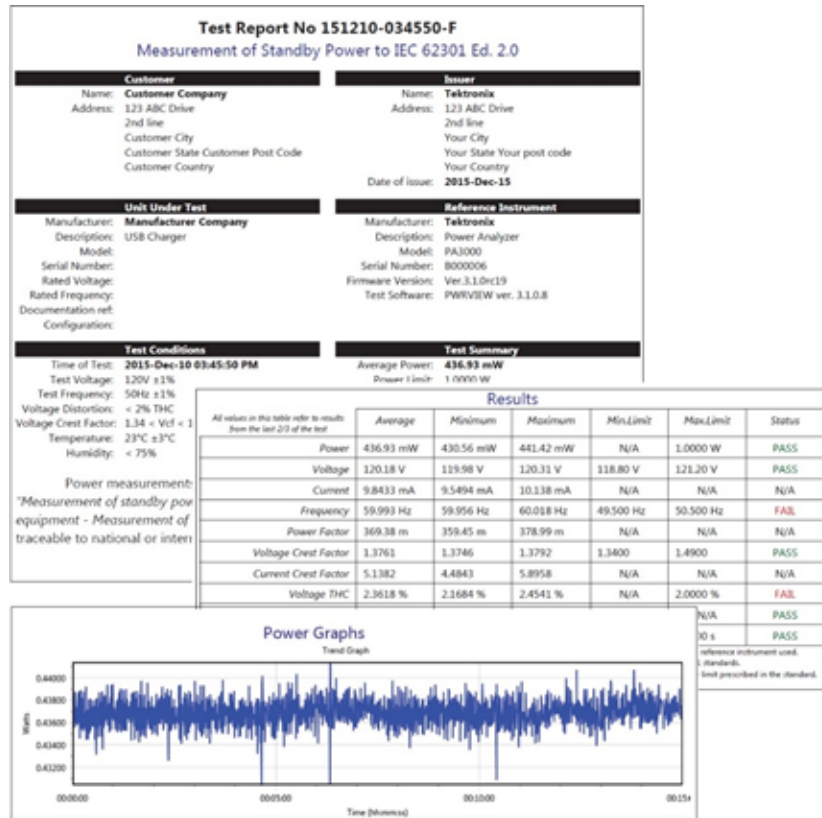 Test Report No 151210-034550-F
Measurement of Standby Power to IEC 62301 Ed. 2.0
Customer
Name: Customer Company
Address: 123 ABC Drive
2nd line
Customer City
Customer State Customer Post Code
Customer Country
Issuer
Name: Tektronix
Address: 123 ABC Drive
2nd line
Your City
Your State Your post code
Your Country
Date of issue: 2015-Dec-15
Unit Under Test
Manufacturer: Manufacturer Company
Description: USB Charger
Model:
Serial Number:
Rated Voltage:
Rated Frequency:
Documentation ref:
Configuration:
Reference Instrument
Manufacturer: Tektronix
Description: Power Analyzer
Model: PA3000
Serial Number: B000006
Firmware Version: Ver.3.1.0rc19
Test Software: PWRVIEW ver. 3.1.0.8
Test Conditions
Time of Test: 2015-Dec-10 03:45:50 PM
Test Voltage: 120V ±1%
Test Frequency: 50Hz ±1%
Voltage Distortion: < 2% THC
Voltage Crest Factor: 1.34 < Vcf < 1
Temperature: 23°C ±3°C
Humidity: < 75%
Test Summary
Average Power: 436.93 mW
Power Limit: 1.0000 W
Power measurement
"Measurement of standby pow
equipment - Measurement of
traceable to national or intern
Results
All values in this table refer to results from the last 2/3 of the test Average Minimum Maximum Min.Limit Max.Limit Status
Power 436.93 mW 430.56 mW 441.42 mW N/A 1.0000 W PASS
Voltage 120.18 V 119.98 V 120.31 V 118.80 V 121.20 V PASS
Current 9.8433 mA 9.5494 mA 10.138 mA N/A N/A N/A
Frequency 59.993 Hz 59.956 Hz 60.018 Hz 49.500 Hz 50.500 Hz FAIL
Power Factor 369.38 m 359.45 m 378.99 m N/A N/A N/A
Voltage Crest Factor 1.3761 1.3746 1.3792 1.3400 1.4900 PASS
Current Crest Factor 5.1382 4.4843 5.8958 N/A N/A N/A
Voltage THC 2.3618 % 2.1684 % 2.4541 % N/A 2.0000 % FAIL
N/A PASS
00 s PASS
reference instrument used.
standards.
limit prescribed in the standard.
Power Graphs
Trend Graph
Watts
0.44000
0.43800
0.43600
0.43400
0.43200
00:00:00 00:05:00 00:10:00 00:15:
Time (hh:mm:ss)